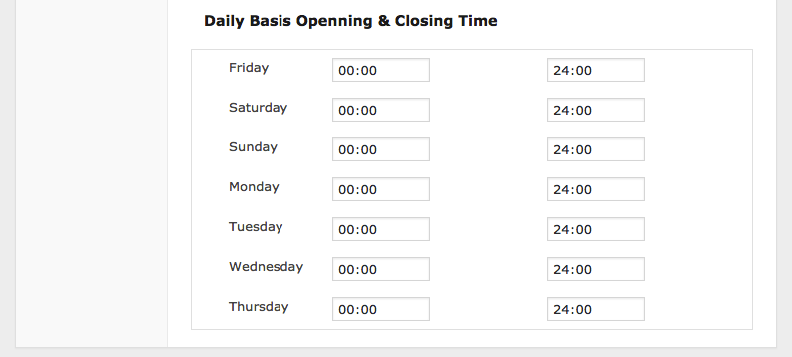 Daily Basis Openning & Closing Time
Friday 00:00 24:00
Saturday 00:00 24:00
Sunday 00:00 24:00
Monday 00:00 24:00
Tuesday 00:00 24:00
Wednesday 00:00 24:00
Thursday 00:00 24:00